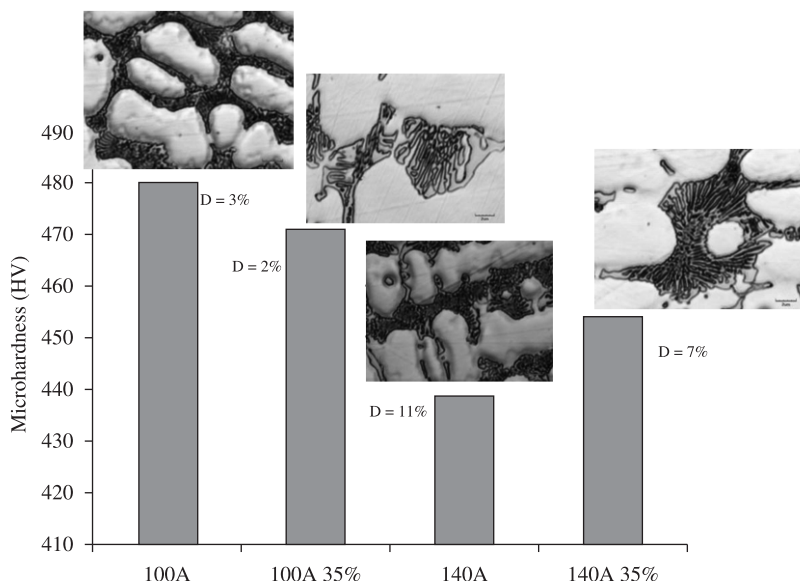 Microhardness (HV)
490
480
470
460
450
440
430
420
410
D = 3%
D = 2%
D = 11%
D = 7%
100A
100A 35%
140A
140A 35%